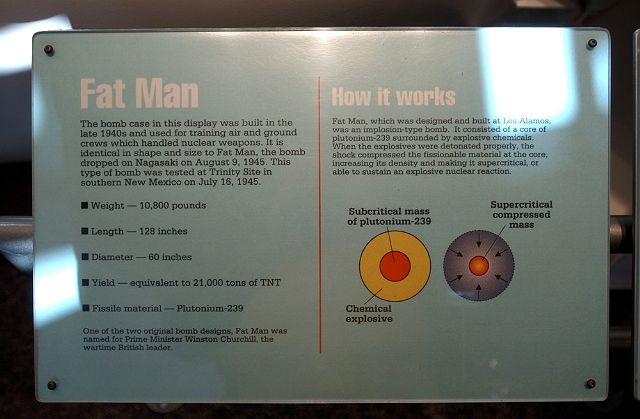 Fat Man
The bomb case in this display was built in the
late 1940s and used for training air and ground
crews which handled nuclear weapons. It is
identical in shape and size to Fat Man, the bomb
dropped on Nagasaki on August 9, 1945. This
type of bomb was tested at Trinity Site in
southern New Mexico on July 16, 1945.
■ Weight — 10,800 pounds
■ Length — 128 inches
■ Diameter — 60 inches
■ Yield — equivalent to 21,000 tons of TNT
■ Fissile material — Plutonium-239
One of the two original bomb designs, Fat Man was
named for Prime Minister Winston Churchill, the
wartime British leader.
How it works
Fat Man, which was designed and built at Los Alamos,
was an implosion-type bomb. It consisted of a core of
plutonium-239 surrounded by explosive chemicals.
When the explosives were detonated properly, the
shock compressed the fissionable material at the core,
increasing its density and making it supercritical, or
able to sustain an explosive nuclear reaction.
Subcritical mass
of plutonium-239
Chemical
explosive
Supercritical
compressed
mass